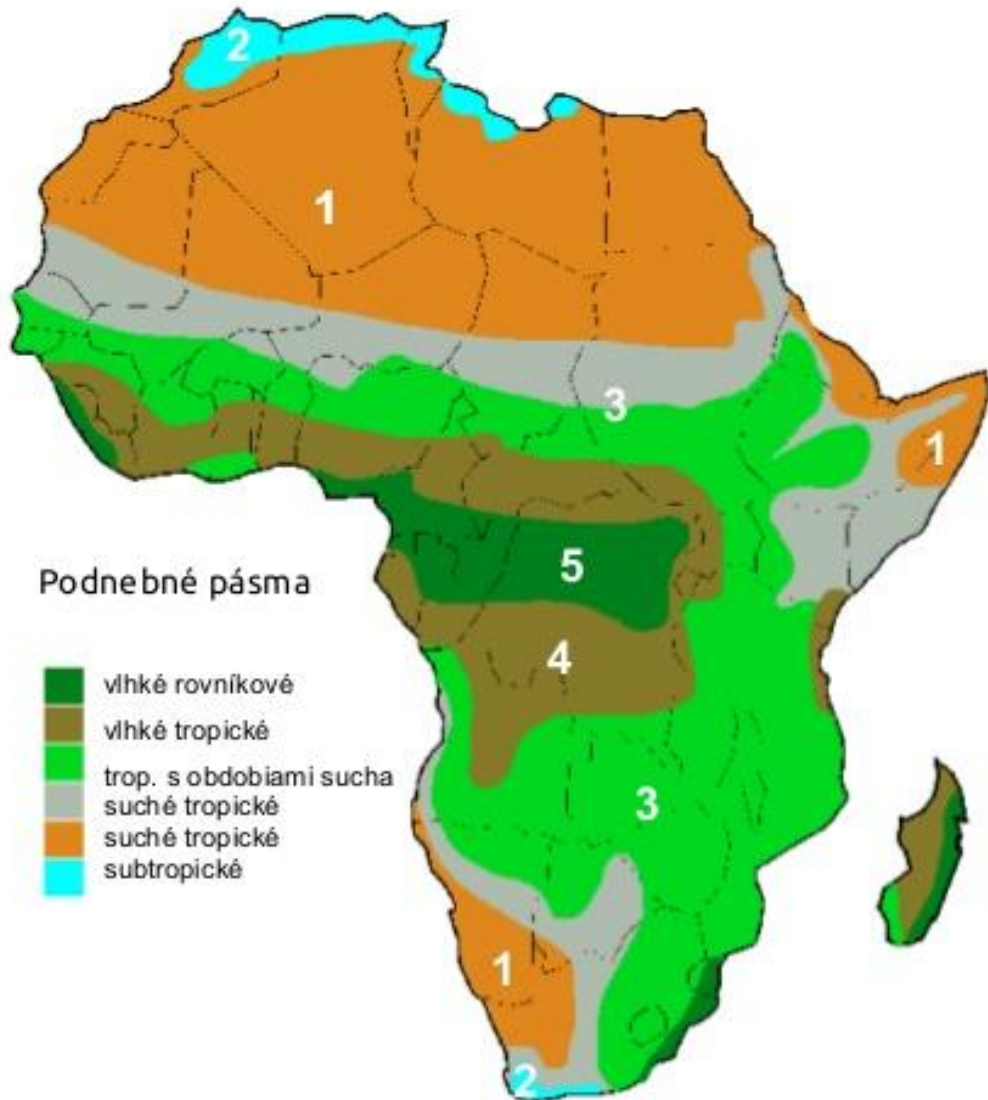 2
1
3
1
5
4
3
1
2
Podnebné pásma
vlhké rovníkové
vlhké tropické
trop. s obdobiami sucha
suché tropické
suché tropické
subtropické